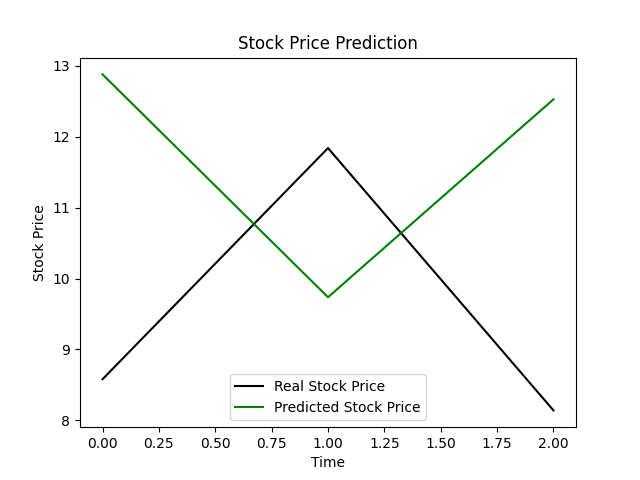 Stock Price Prediction
Stock Price
13
12
11
10
9
8
Real Stock Price
Predicted Stock Price
0.00 0.25 0.50 0.75 1.00 1.25 1.50 1.75 2.00
Time